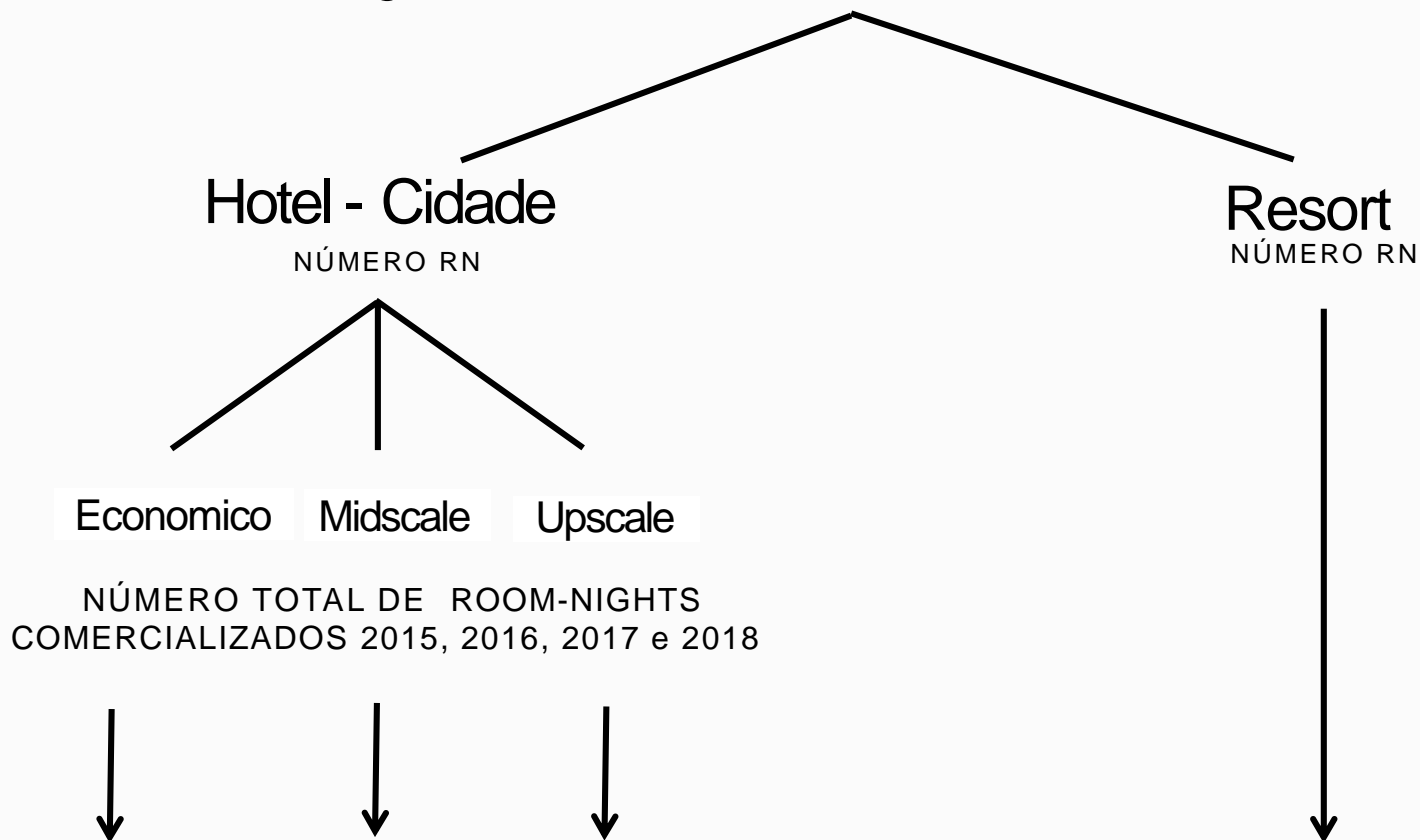 Hotel - Cidade
NÚMERO RN
Resort
NÚMERO RN
Economico Midscale Upscale
NÚMERO TOTAL DE ROOM-NIGHTS
COMERCIALIZADOS 2015, 2016, 2017 e 2018